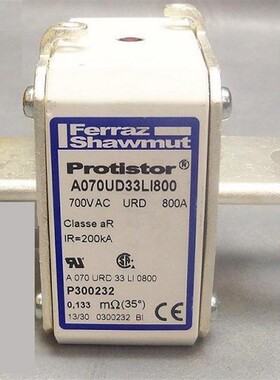 Ferraz
Shawmut
Protistor®
A070UD33LI800
700VAC URD 800A
Classe aR
IR=200kA
A 070 URD 33 LI 0800
P300232
0,133 mΩ(35°)
13/30 0300232 BI